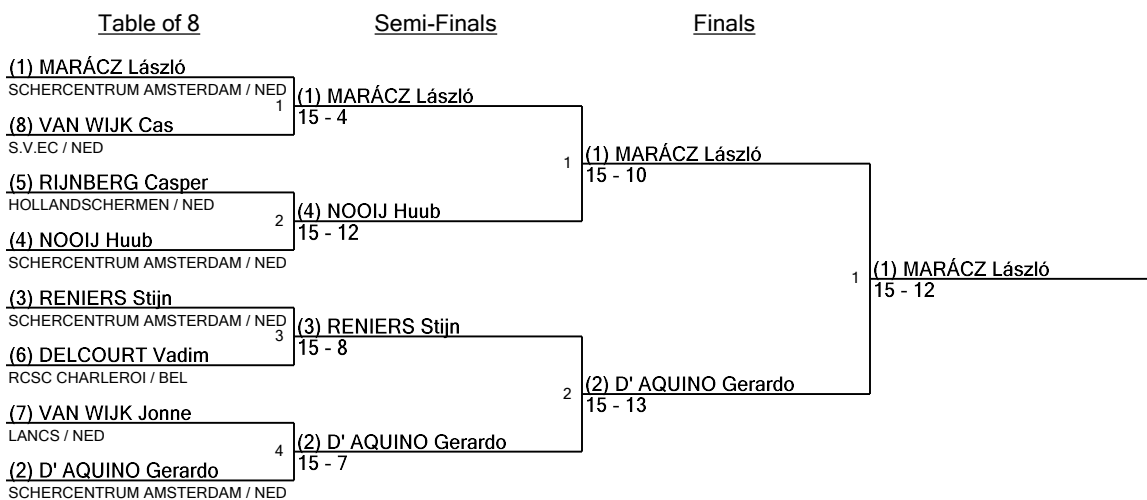 Table of 8
Semi-Finals
Finals
(1) MARÁCZ László
SCHERCENTRUM AMSTERDAM / NED
1
(8) VAN WIJK Cas
S.V.EC / NED
(5) RIJNBERG Casper
HOLLANDSCHERMEN / NED
2
(4) NOOIJ Huub
SCHERCENTRUM AMSTERDAM / NED
(3) RENIERS Stijn
SCHERCENTRUM AMSTERDAM / NED
3
(6) DELCOURT Vadim
RCSC CHARLEROI / BEL
(7) VAN WIJK Jonne
LANCS / NED
4
(2) D' AQUINO Gerardo
SCHERCENTRUM AMSTERDAM / NED
(1) MARÁCZ László
15 - 4
1
(4) NOOIJ Huub
15 - 12
(3) RENIERS Stijn
15 - 8
2
(2) D' AQUINO Gerardo
15 - 7
(1) MARÁCZ László
15 - 10
1
(2) D' AQUINO Gerardo
15 - 13
(1) MARÁCZ László
15 - 12